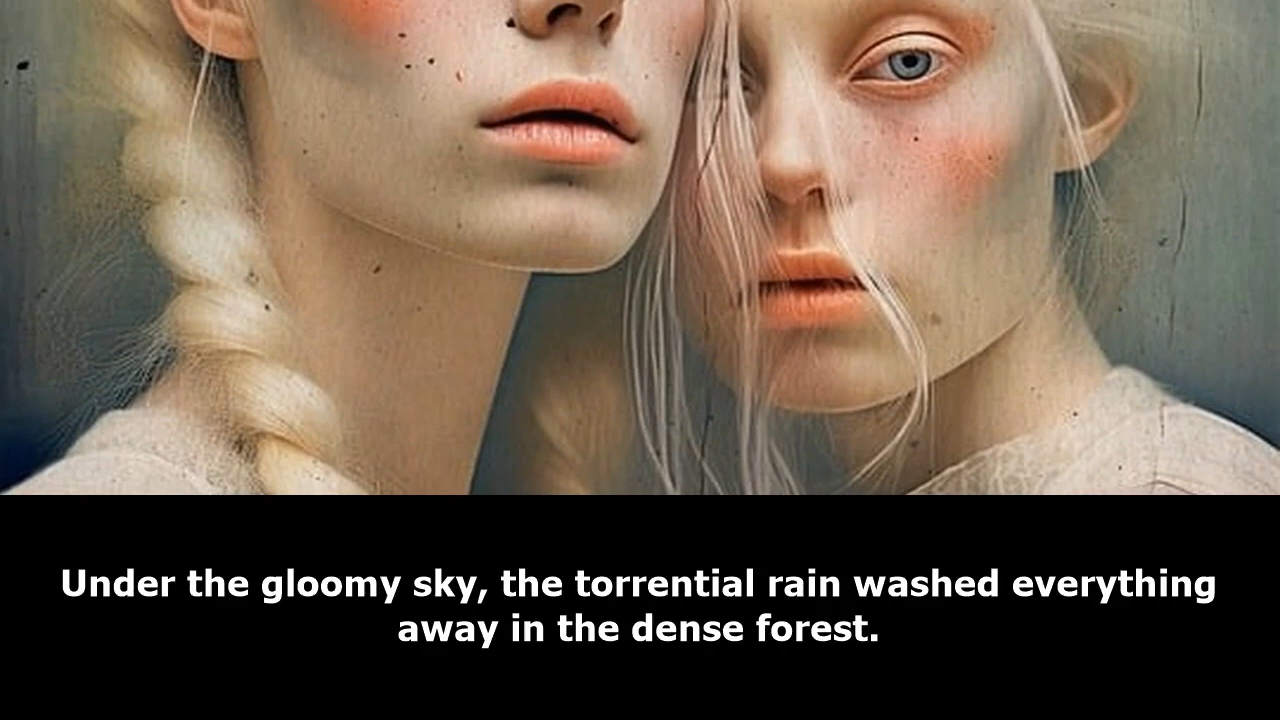 Under the gloomy sky, the torrential rain washed everything
away in the dense forest.